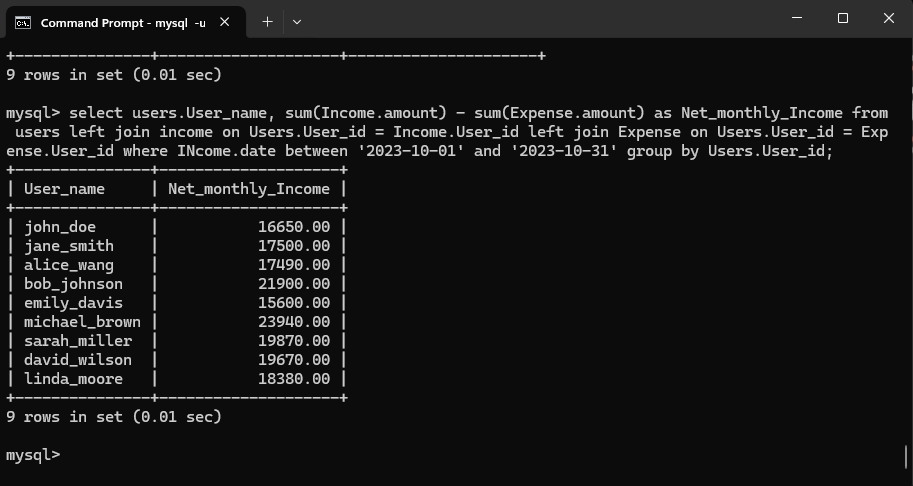 Command Prompt - mysql -u
+---------------+--------------------+---------------------+
9 rows in set (0.01 sec)
mysql> select users.User_name, sum(Income.amount) - sum(Expense.amount) as Net_monthly_Income from
 users left join income on Users.User_id = Income.User_id left join Expense on Users.User_id = Exp
ense.User_id where INcome.date between '2023-10-01' and '2023-10-31' group by Users.User_id;
+---------------+--------------------+
| User_name     | Net_monthly_Income |
+---------------+--------------------+
| john_doe      |           16650.00 |
| jane_smith    |           17500.00 |
| alice_wang    |           17490.00 |
| bob_johnson   |           21900.00 |
| emily_davis   |           15600.00 |
| michael_brown |           23940.00 |
| sarah_miller  |           19870.00 |
| david_wilson  |           19670.00 |
| linda_moore   |           18380.00 |
+---------------+--------------------+
9 rows in set (0.01 sec)
mysql>